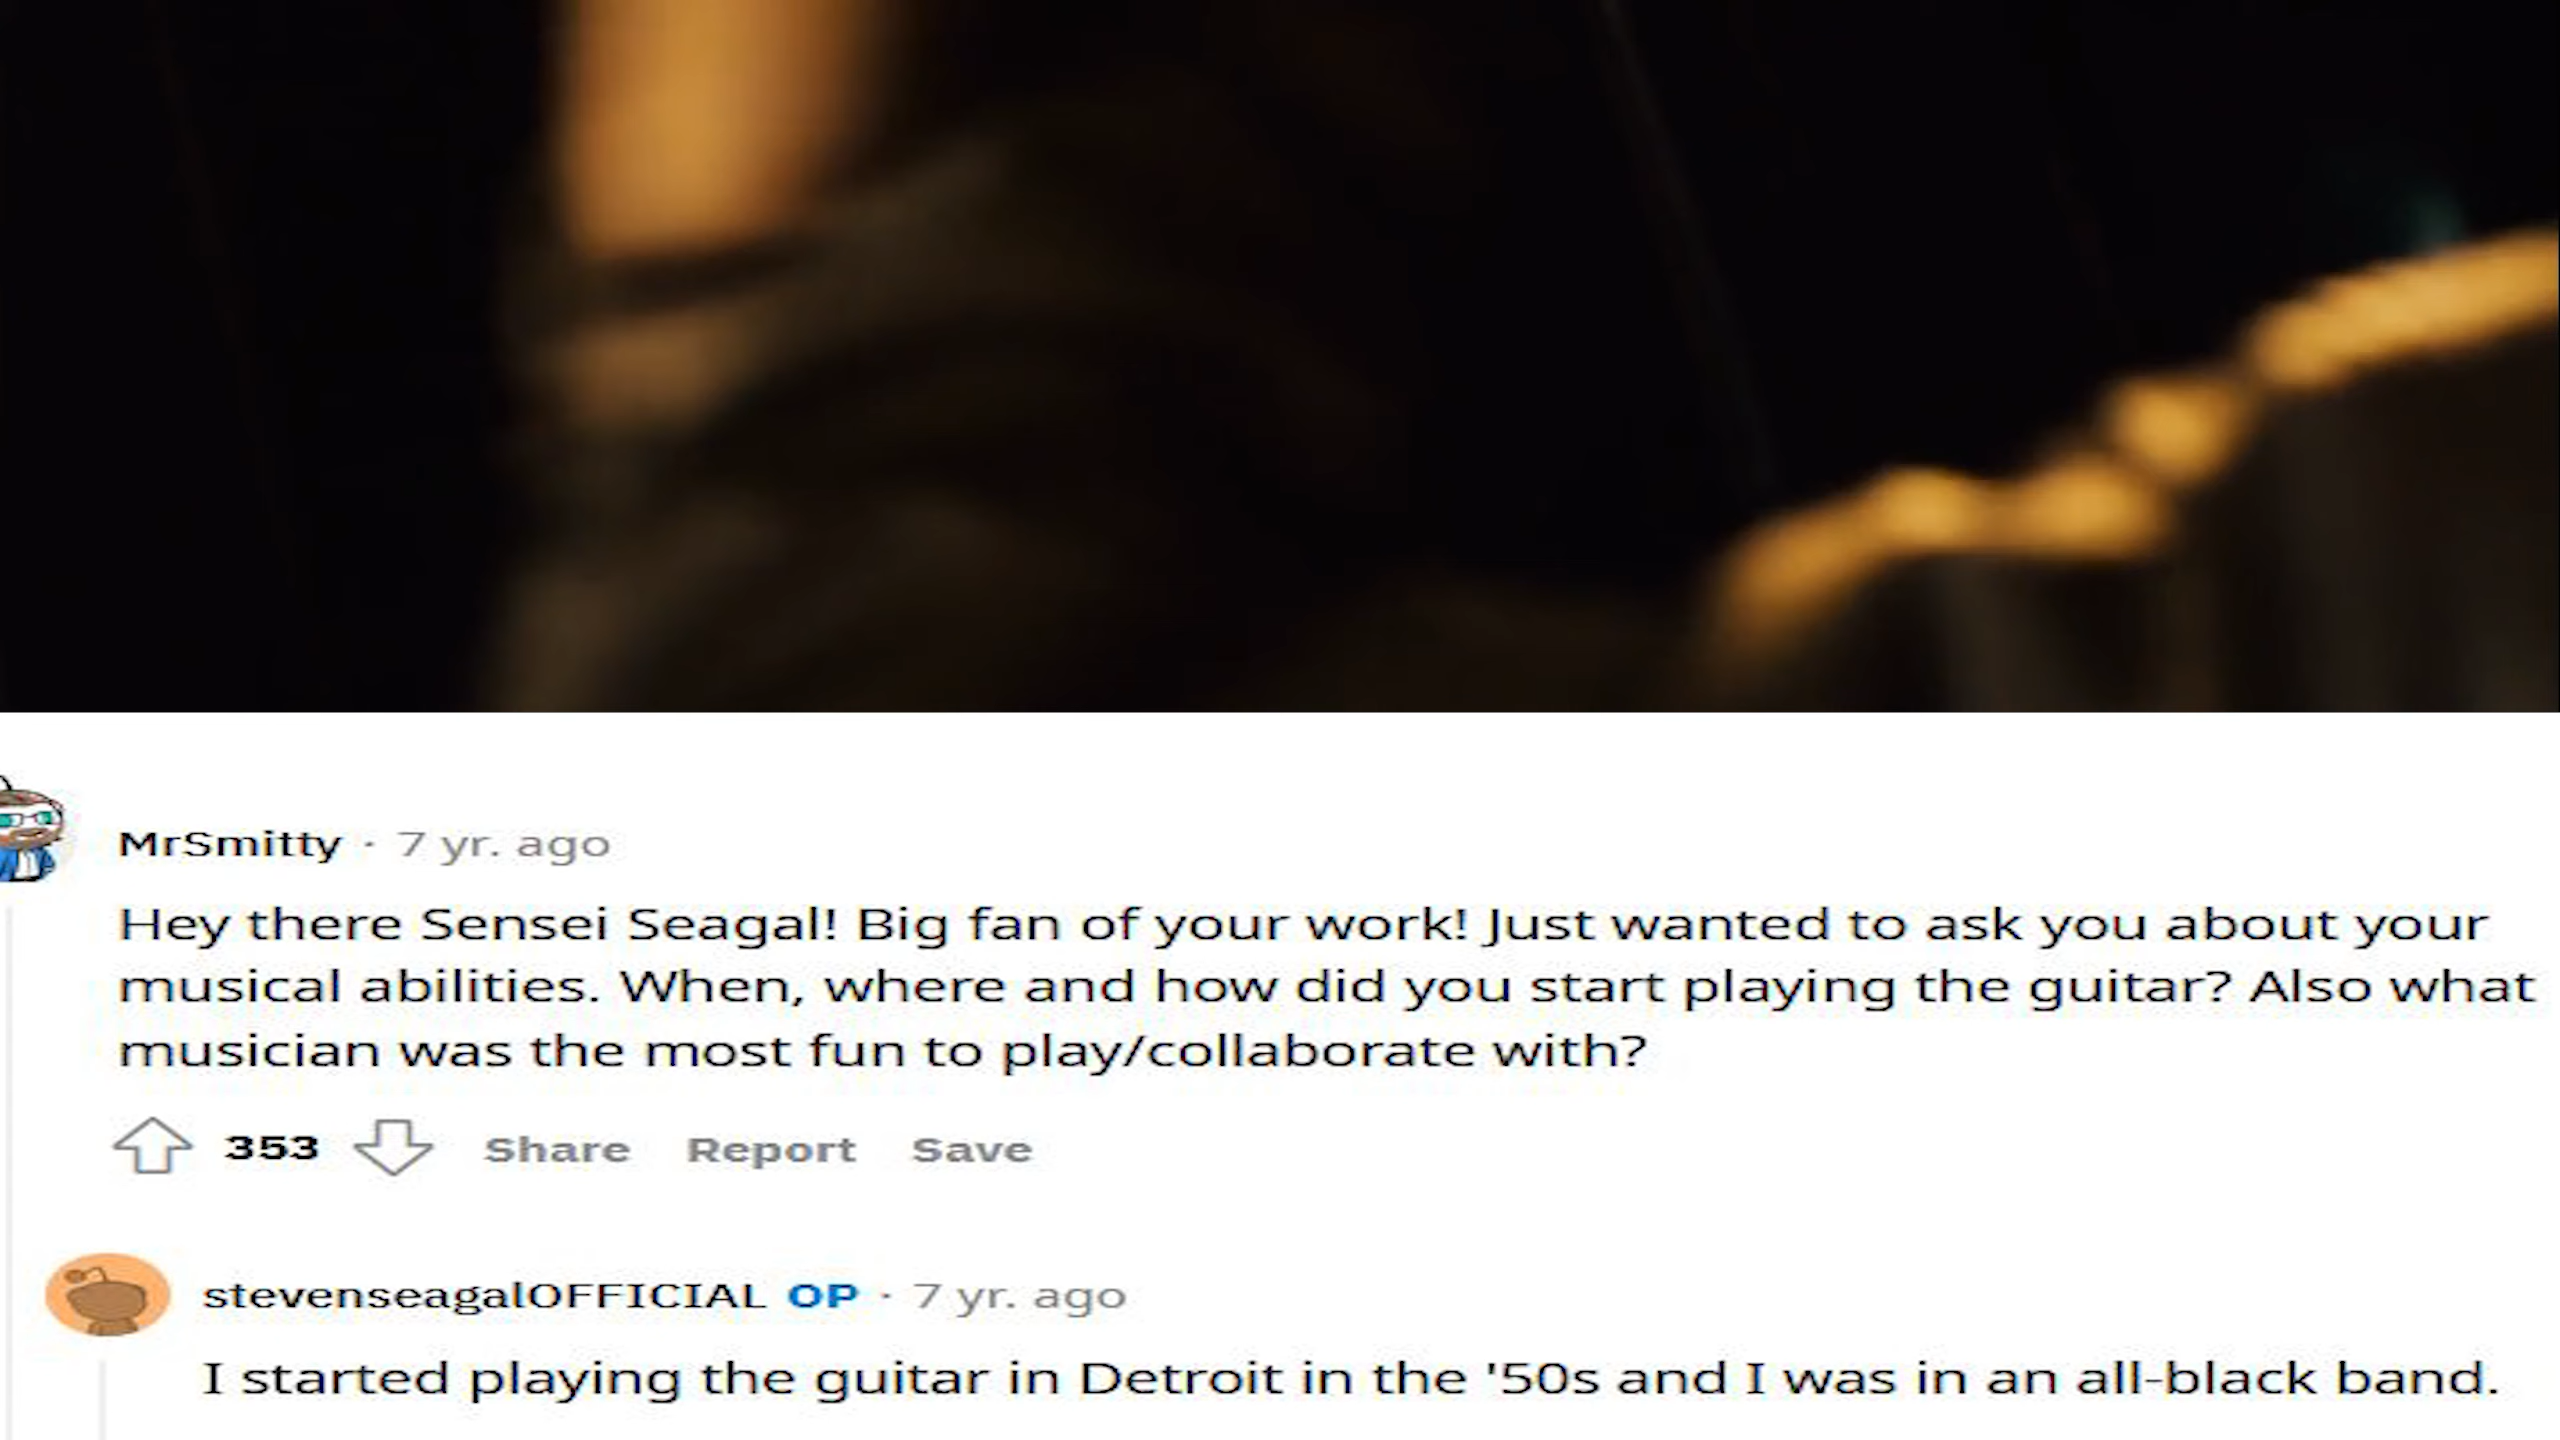 MrSmitty · 7 yr. ago
Hey there Sensei Seagal! Big fan of your work! Just wanted to ask you about your
musical abilities. When, where and how did you start playing the guitar? Also what
musician was the most fun to play/collaborate with?
353 Share Report Save
stevenseagalOFFICIAL OP · 7 yr. ago
I started playing the guitar in Detroit in the '50s and I was in an all-black band.